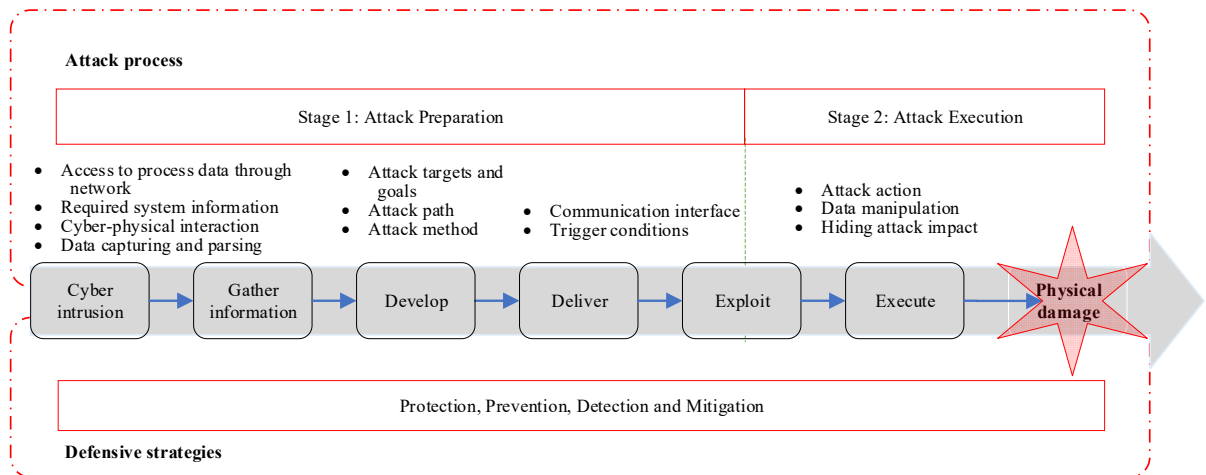 Attack process
Stage 1: Attack Preparation
Stage 2: Attack Execution
• Access to process data through
network
• Required system information
• Cyber-physical interaction
• Data capturing and parsing
• Attack targets and
goals
• Attack path
• Attack method
• Communication interface
• Trigger conditions
• Attack action
• Data manipulation
• Hiding attack impact
Cyber
intrusion
Gather
information
Develop
Deliver
Exploit
Execute
Physical
damage
Protection, Prevention, Detection and Mitigation
Defensive strategies